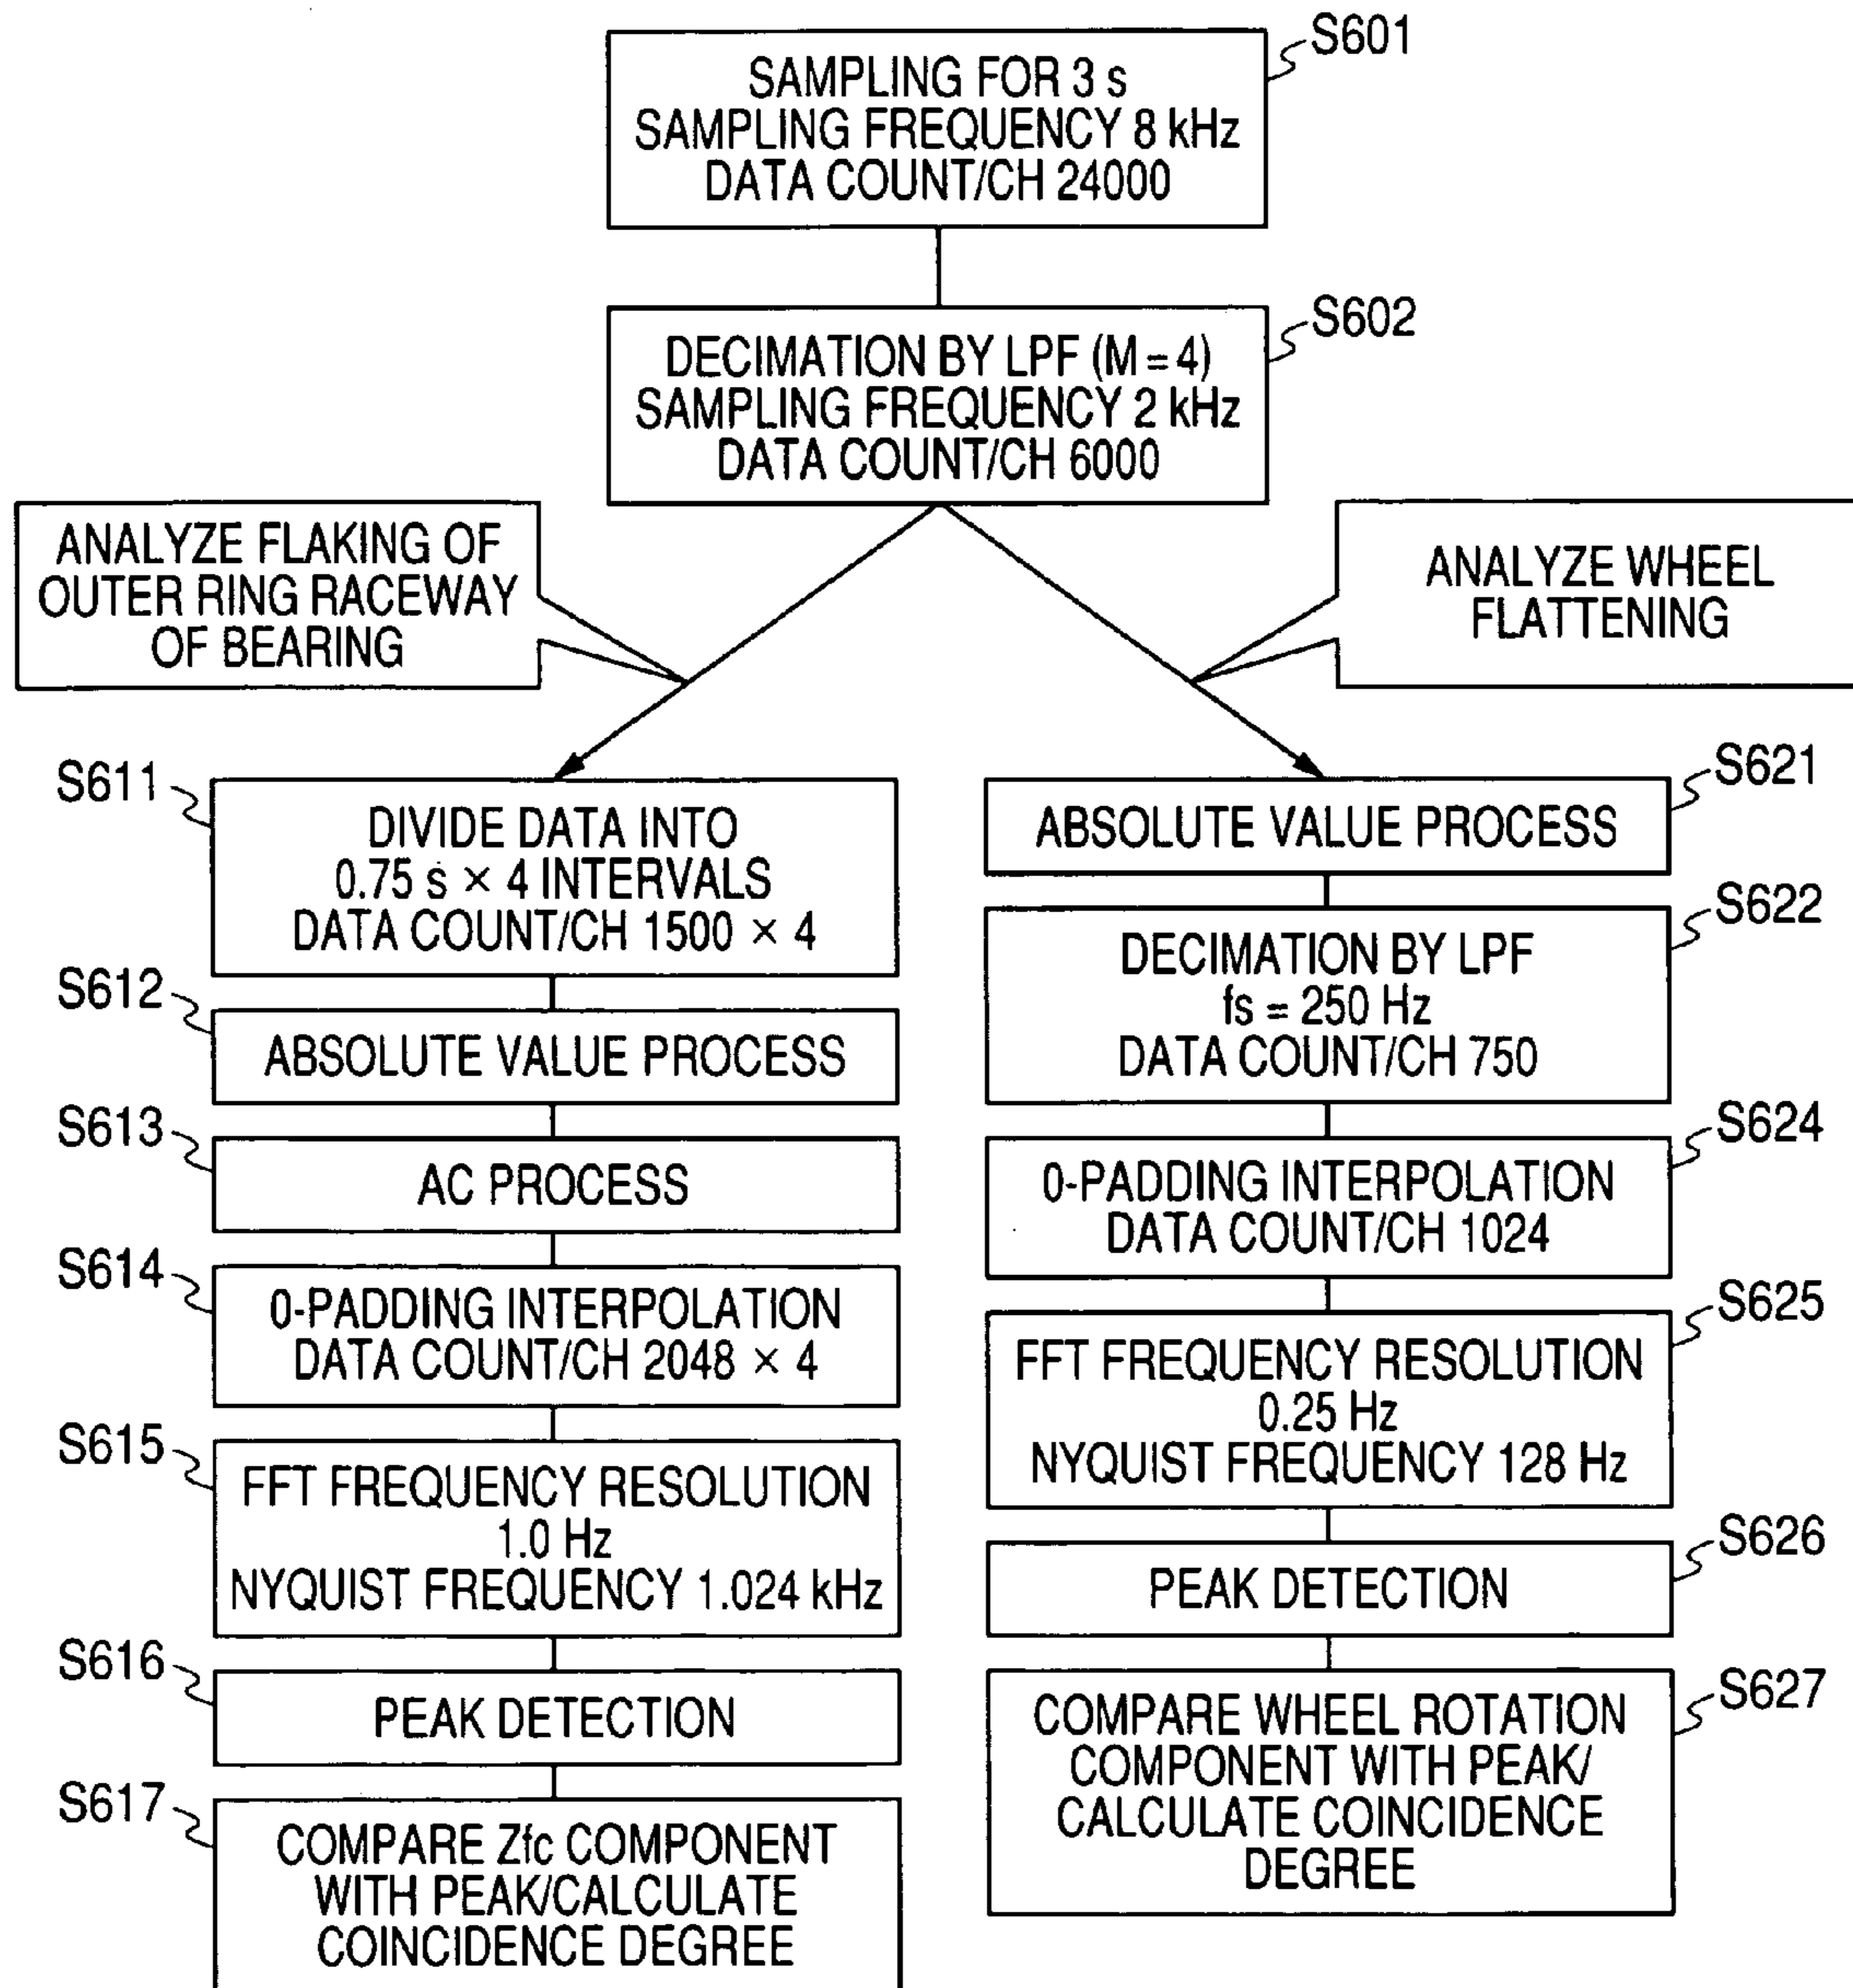 S601
SAMPLING FOR 3 s
SAMPLING FREQUENCY 8 kHz
DATA COUNT/CH 24000
S602
DECIMATION BY LPF (M = 4)
SAMPLING FREQUENCY 2 kHz
DATA COUNT/CH 6000
ANALYZE FLAKING OF
OUTER RING RACEWAY
OF BEARING
ANALYZE WHEEL
FLATTENING
S611
DIVIDE DATA INTO
0.75 s × 4 INTERVALS
DATA COUNT/CH 1500 × 4
S612
ABSOLUTE VALUE PROCESS
S613
AC PROCESS
S614
0-PADDING INTERPOLATION
DATA COUNT/CH 2048 × 4
S615
FFT FREQUENCY RESOLUTION
1.0 Hz
NYQUIST FREQUENCY 1.024 kHz
S616
PEAK DETECTION
S617
COMPARE Zfc COMPONENT
WITH PEAK/CALCULATE
COINCIDENCE DEGREE
S621
ABSOLUTE VALUE PROCESS
S622
DECIMATION BY LPF
fs = 250 Hz
DATA COUNT/CH 750
S624
0-PADDING INTERPOLATION
DATA COUNT/CH 1024
S625
FFT FREQUENCY RESOLUTION
0.25 Hz
NYQUIST FREQUENCY 128 Hz
S626
PEAK DETECTION
S627
COMPARE WHEEL ROTATION
COMPONENT WITH PEAK/
CALCULATE COINCIDENCE
DEGREE